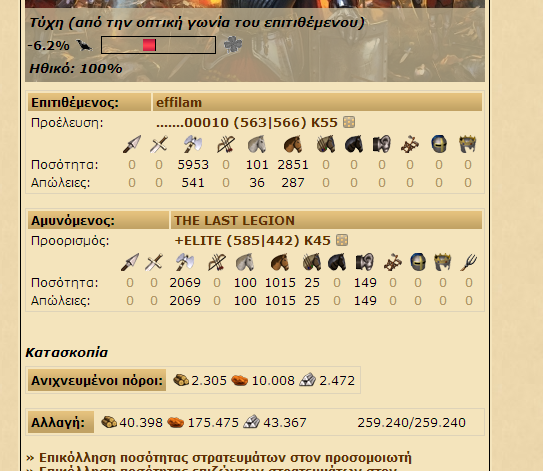 Τύχη (από την οπτική γωνία του επιτιθέμενου)
-6.2%
Ηθικό: 100%
Επιτιθέμενος: effilam
Προέλευση: .......00010 (563|566) K55
Ποσότητα: 0 0 5953 0 101 2851 0 0 0 0 0 0
Απώλειες: 0 0 541 0 36 287 0 0 0 0 0 0
Αμυνόμενος: THE LAST LEGION
Προορισμός: +ELITE (585|442) K45
Ποσότητα: 0 0 2069 0 100 1015 25 0 149 0 0 0 0
Απώλειες: 0 0 2069 0 100 1015 25 0 149 0 0 0 0
Κατασκοπία
Ανιχνευμένοι πόροι: 2.305 10.008 2.472
Αλλαγή: 40.398 175.475 43.367 259.240/259.240
» Επικόλληση ποσότητας στρατευμάτων στον προσομοιωτή
» Επικόλληση ποσότητας επιζώντων στρατευμάτων στον